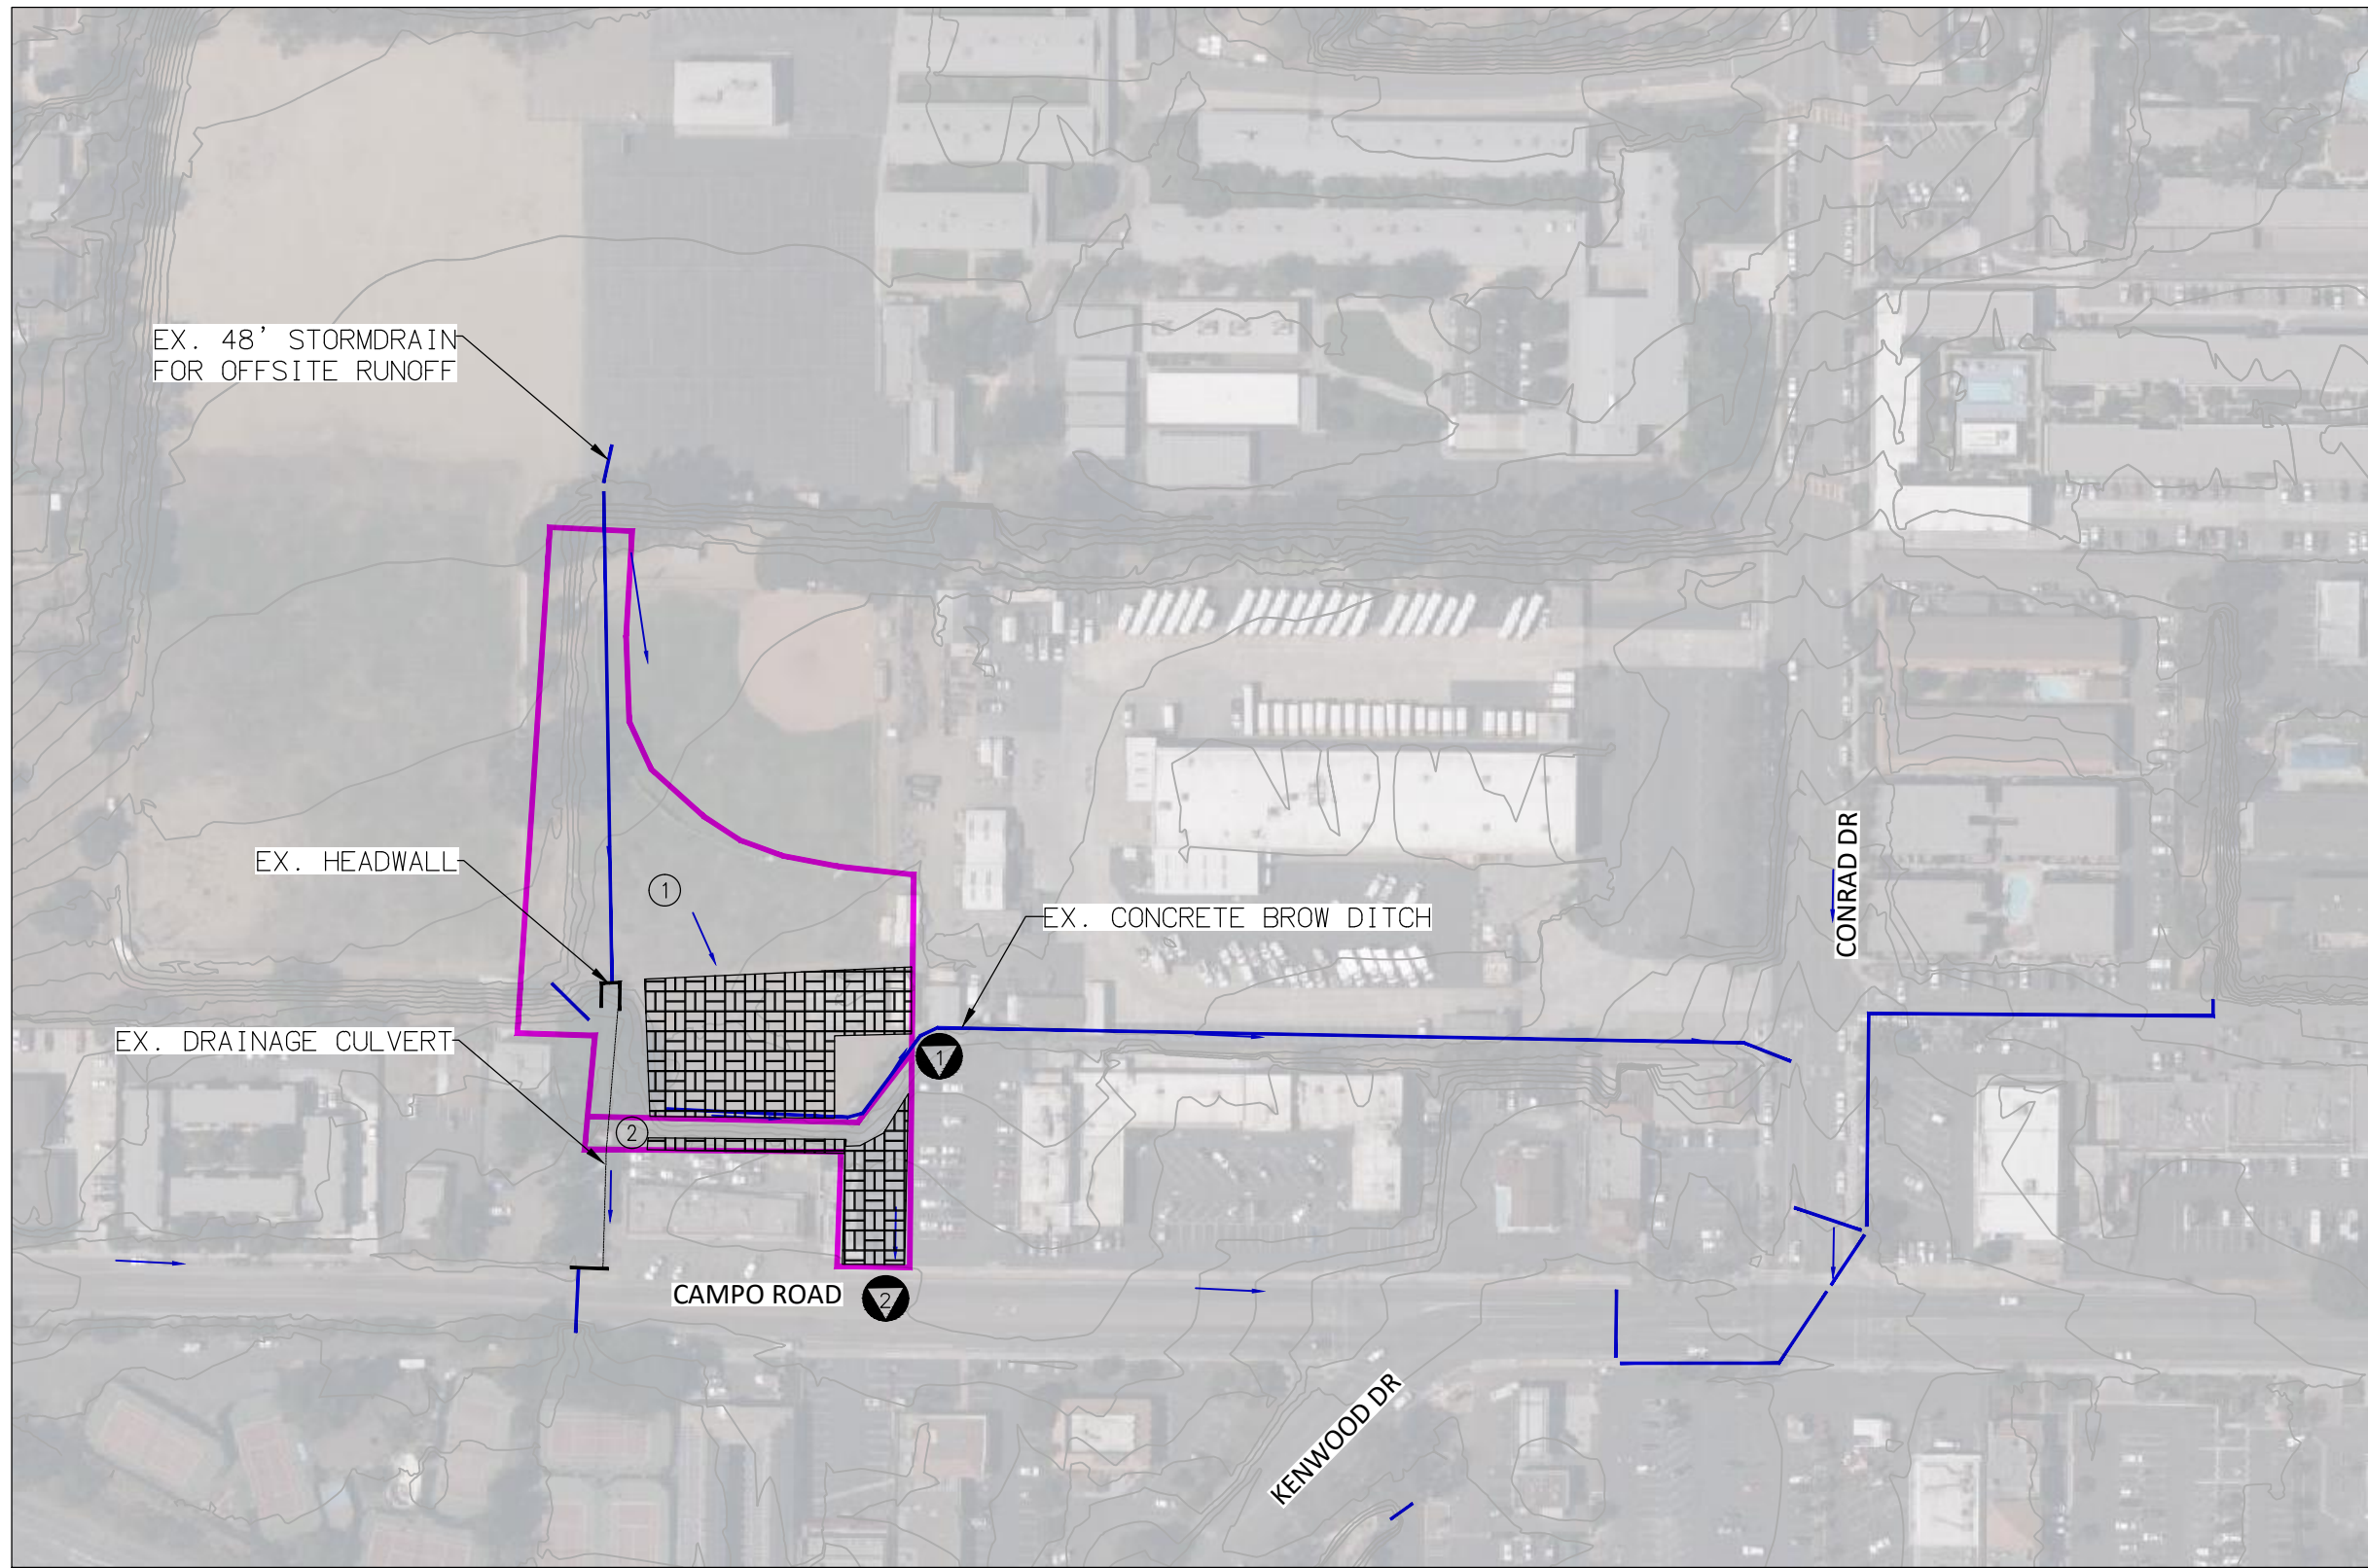 EX. 48' STORMDRAIN
FOR OFFSITE RUNOFF
EX. HEADWALL
1
EX. CONCRETE BROW DITCH
CONRAD DR
EX. DRAINAGE CULVERT
1
2
CAMPO ROAD
2
KENWOOD DR